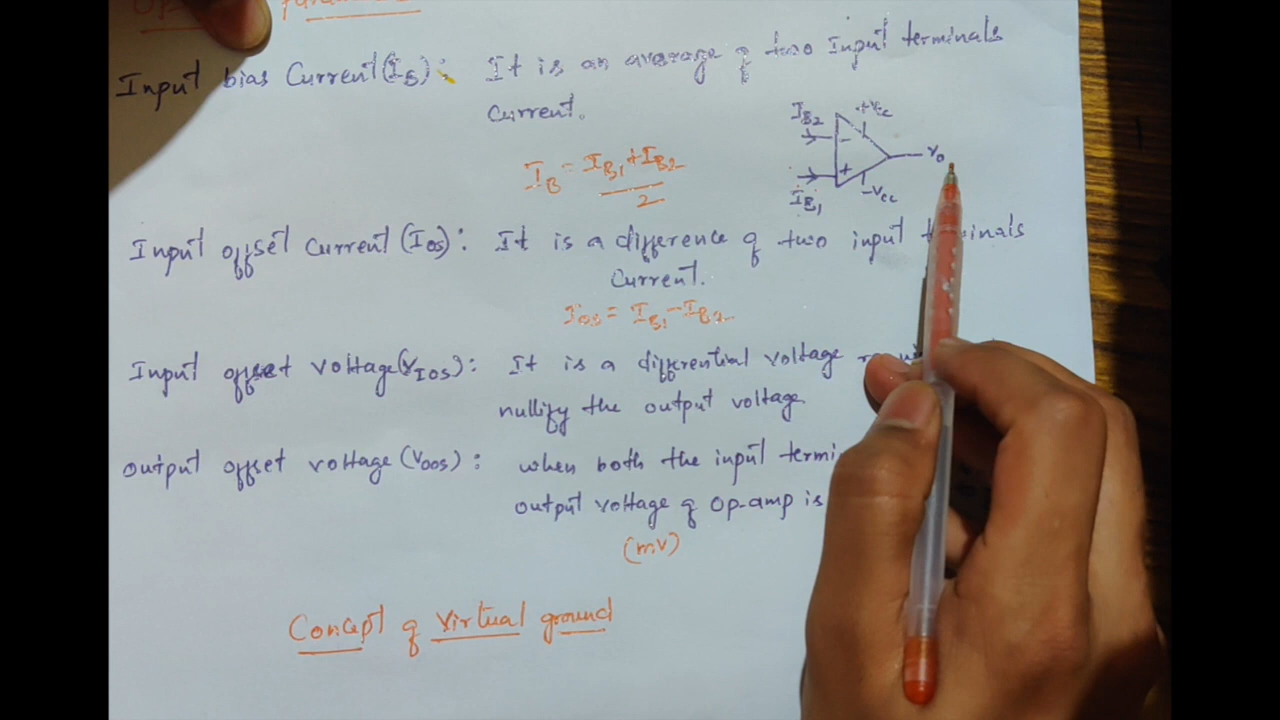 Input bias Current (IB) : It is an average of two Input terminals
Current.
IB = IB1 + IB2
2
IB2
+Vcc
-
+
Vo
IB1
-Vcc
Input offset Current (Ios) : It is a difference of two input
Current.
Ios = IB1 - IB2
Input offset voltage (VIOS) : It is a differential voltage
nullify the output voltage.
output offset voltage (VOOS) : when both the input
output voltage of op-amp is
(mV)
Concept of Virtual ground